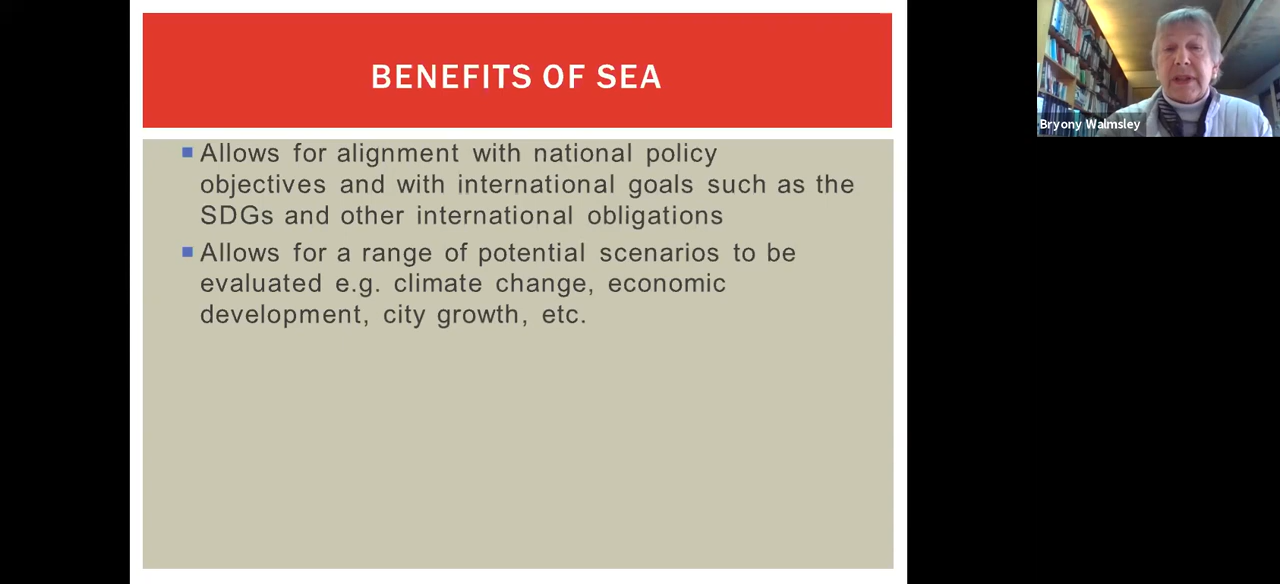 BENEFITS OF SEA
Allows for alignment with national policy
objectives and with international goals such as the
SDGs and other international obligations
Allows for a range of potential scenarios to be
evaluated e.g. climate change, economic
development, city growth, etc.
Bryony Walmsley